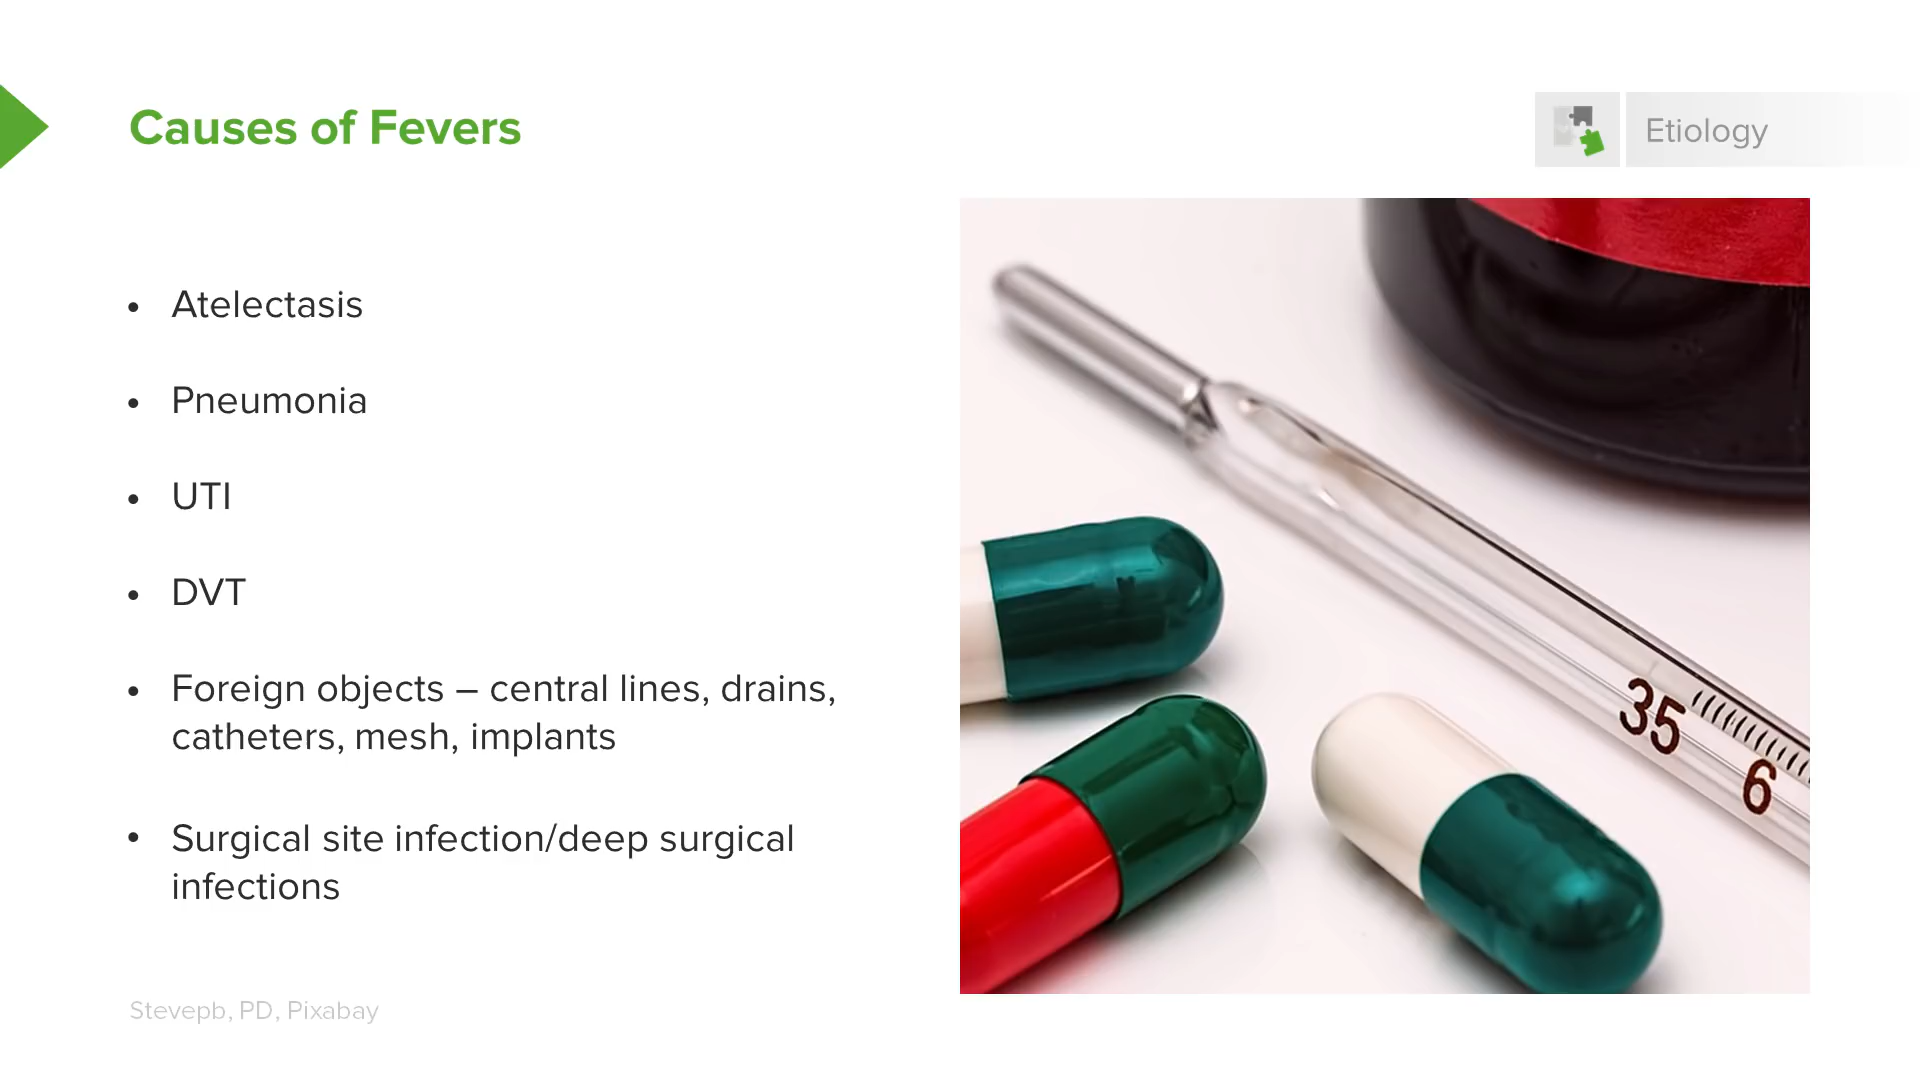 Causes of Fevers
Etiology
• Atelectasis
• Pneumonia
• UTI
• DVT
• Foreign objects – central lines, drains,
catheters, mesh, implants
• Surgical site infection/deep surgical
infections
35
6
Stevepb, PD, Pixabay